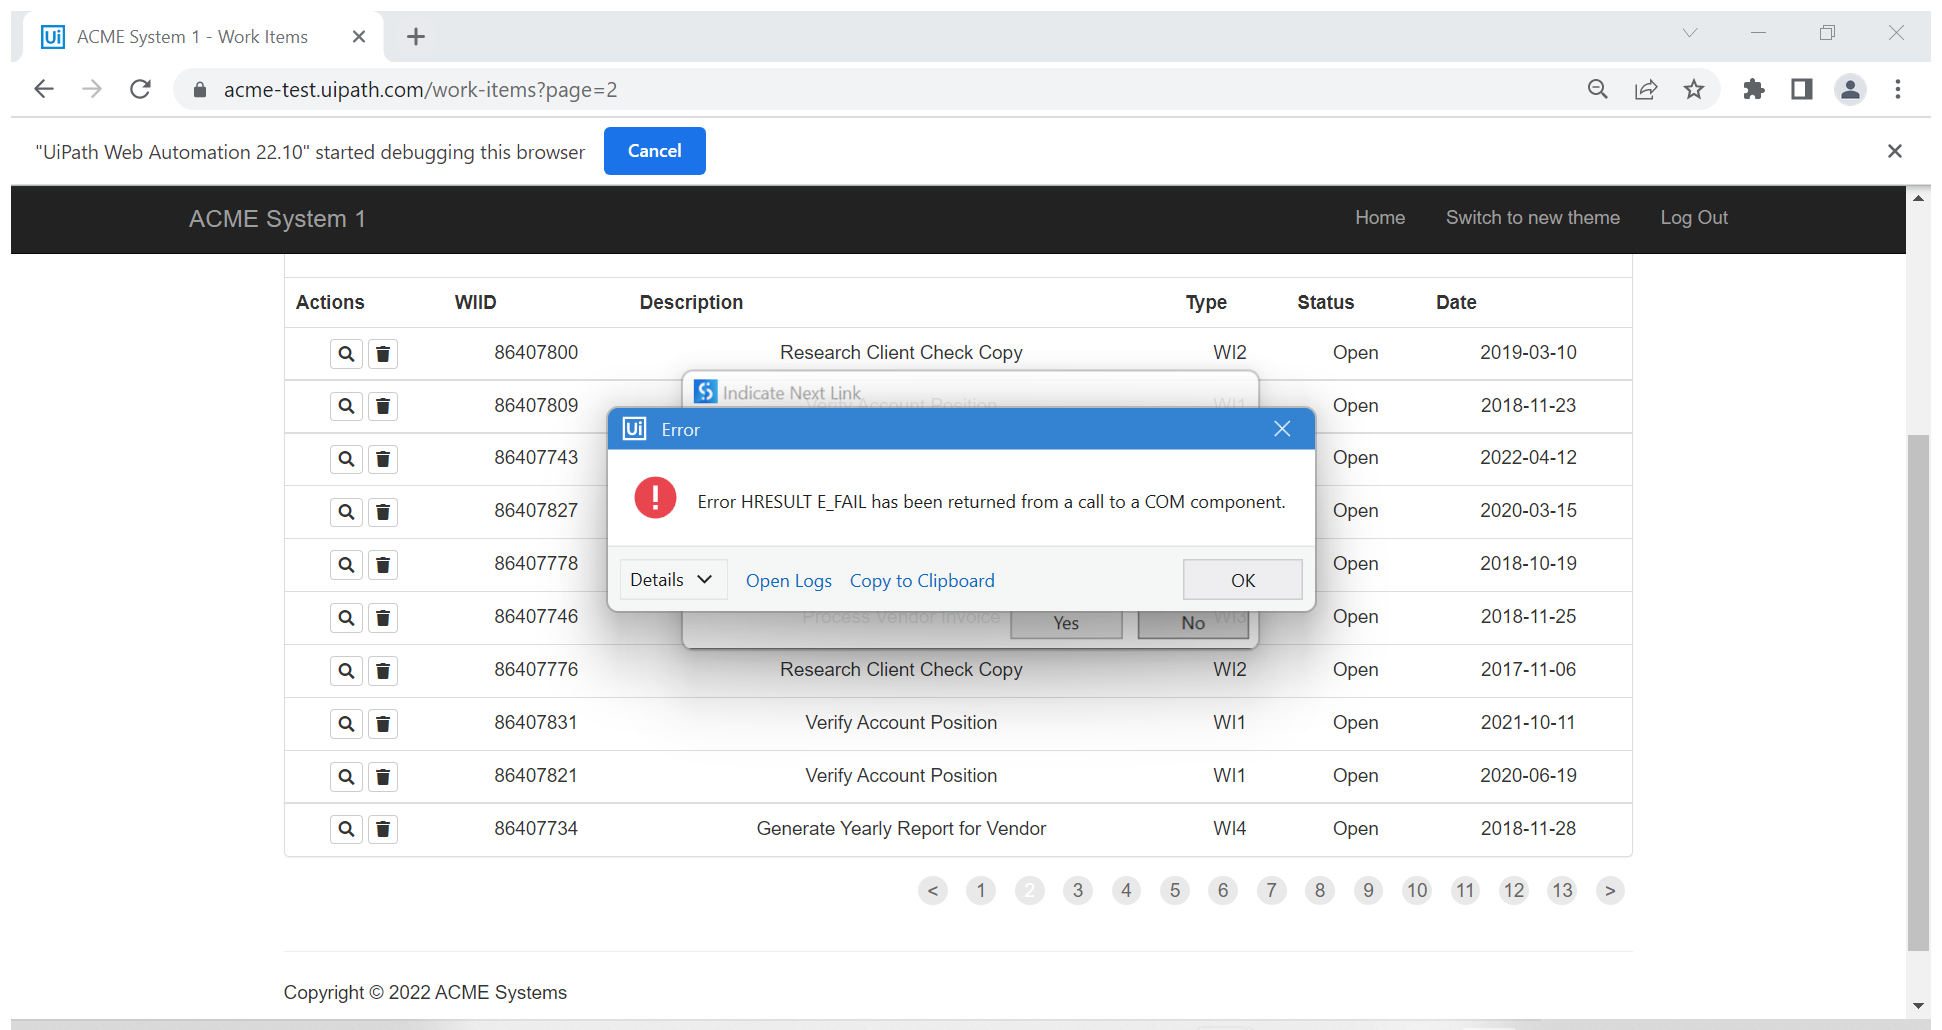 Ui ACME System 1 - Work Items
acme-test.uipath.com/work-items?page=2
"UiPath Web Automation 22.10" started debugging this browser Cancel
ACME System 1 Home Switch to new theme Log Out
Actions WIID Description Type Status Date
86407800 Research Client Check Copy WI2 Open 2019-03-10
Indicate Next Link
86407809 Verify Account Position WI1 Open 2018-11-23
Ui Error
86407743 Open 2022-04-12
Error HRESULT E_FAIL has been returned from a call to a COM component.
86407827 Open 2020-03-15
86407778 Open 2018-10-19
Details Open Logs Copy to Clipboard OK
86407746 Process Vendor Invoice WI3 Open 2018-11-25
Yes No
86407776 Research Client Check Copy WI2 Open 2017-11-06
86407831 Verify Account Position WI1 Open 2021-10-11
86407821 Verify Account Position WI1 Open 2020-06-19
86407734 Generate Yearly Report for Vendor WI4 Open 2018-11-28
< 1 2 3 4 5 6 7 8 9 10 11 12 13 >
Copyright © 2022 ACME Systems